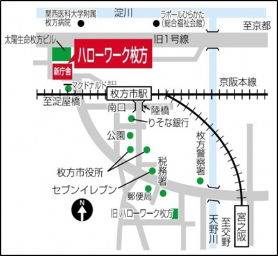 関西医科大学附属
枚方病院
淀川
ラポールひらかた
(総合福祉会館)
至京都
太陽生命枚方ビル
旧1号線
ハローワーク枚方
新庁舎
マクドナルド
京阪本線
至淀屋橋
枚方市駅
南口
陸橋
りそな銀行
公園
枚方市役所
税務署
枚方警察署
セブンイレブン
郵便局
旧ハローワーク枚方
N
天野川
至交野
宮之阪